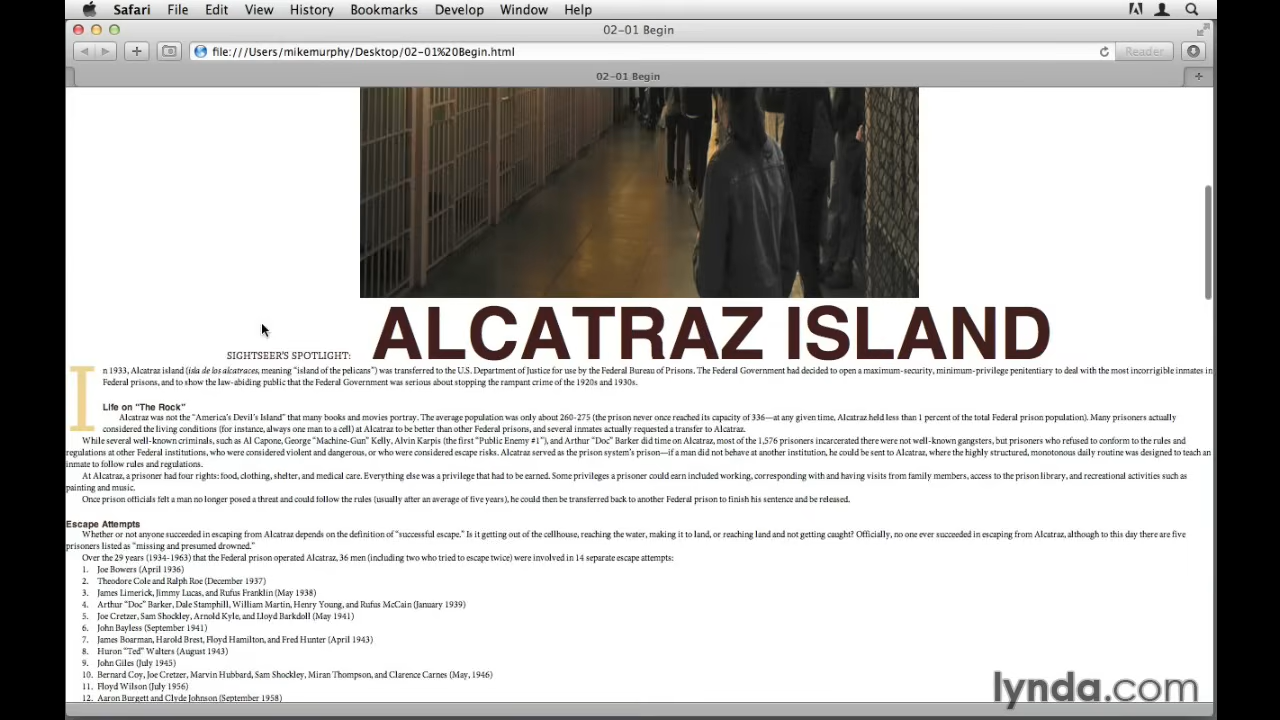 Safari File Edit View History Bookmarks Develop Window Help
02-01 Begin
file:///Users/mikemurphy/Desktop/02-01%20Begin.html
Reader
02-01 Begin
SIGHTSEER'S SPOTLIGHT: ALCATRAZ ISLAND
In 1933, Alcatraz island (isla de los alcatraces, meaning “island of the pelicans”) was transferred to the U.S. Department of Justice for use by the Federal Bureau of Prisons. The Federal Government had decided to open a maximum-security, minimum-privilege penitentiary to deal with the most incorrigible inmates in
Federal prisons, and to show the law-abiding public that the Federal Government was serious about stopping the rampant crime of the 1920s and 1930s.
Life on “The Rock”
Alcatraz was not the “America's Devil's Island” that many books and movies portray. The average population was only about 260-275 (the prison never once reached its capacity of 336—at any given time, Alcatraz held less than 1 percent of the total Federal prison population). Many prisoners actually
considered the living conditions (for instance, always one man to a cell) at Alcatraz to be better than other Federal prisons, and several inmates actually requested a transfer to Alcatraz.
While several well-known criminals, such as Al Capone, George “Machine-Gun” Kelly, Alvin Karpis (the first “Public Enemy #1”), and Arthur “Doc” Barker did time on Alcatraz, most of the 1,576 prisoners incarcerated there were not well-known gangsters, but prisoners who refused to conform to the rules and
regulations at other Federal institutions, who were considered violent and dangerous, or who were considered escape risks. Alcatraz served as the prison system's prison—if a man did not behave at another institution, he could be sent to Alcatraz, where the highly structured, monotonous daily routine was designed to teach an
inmate to follow rules and regulations.
At Alcatraz, a prisoner had four rights: food, clothing, shelter, and medical care. Everything else was a privilege that had to be earned. Some privileges a prisoner could earn included working, corresponding with and having visits from family members, access to the prison library, and recreational activities such as
painting and music.
Once prison officials felt a man no longer posed a threat and could follow the rules (usually after an average of five years), he could then be transferred back to another Federal prison to finish his sentence and be released.
Escape Attempts
Whether or not anyone succeeded in escaping from Alcatraz depends on the definition of “successful escape.” Is it getting out of the cellhouse, reaching the water, making it to land, or reaching land and not getting caught? Officially, no one ever succeeded in escaping from Alcatraz, although to this day there are five
prisoners listed as “missing and presumed drowned.”
Over the 29 years (1934-1963) that the Federal prison operated Alcatraz, 36 men (including two who tried to escape twice) were involved in 14 separate escape attempts:
1. Joe Bowers (April 1936)
2. Theodore Cole and Ralph Roe (December 1937)
3. James Limerick, Jimmy Lucas, and Rufus Franklin (May 1938)
4. Arthur “Doc” Barker, Dale Stamphill, William Martin, Henry Young, and Rufus McCain (January 1939)
5. Joe Cretzer, Sam Shockley, Arnold Kyle, and Lloyd Barkdoll (May 1941)
6. John Bayless (September 1941)
7. James Boarman, Harold Brest, Floyd Hamilton, and Fred Hunter (April 1943)
8. Huron “Ted” Walters (August 1943)
9. John Giles (July 1945)
10. Bernard Coy, Joe Cretzer, Marvin Hubbard, Sam Shockley, Miran Thompson, and Clarence Carnes (May, 1946)
11. Floyd Wilson (July 1956)
12. Aaron Burgett and Clyde Johnson (September 1958)
lynda.com